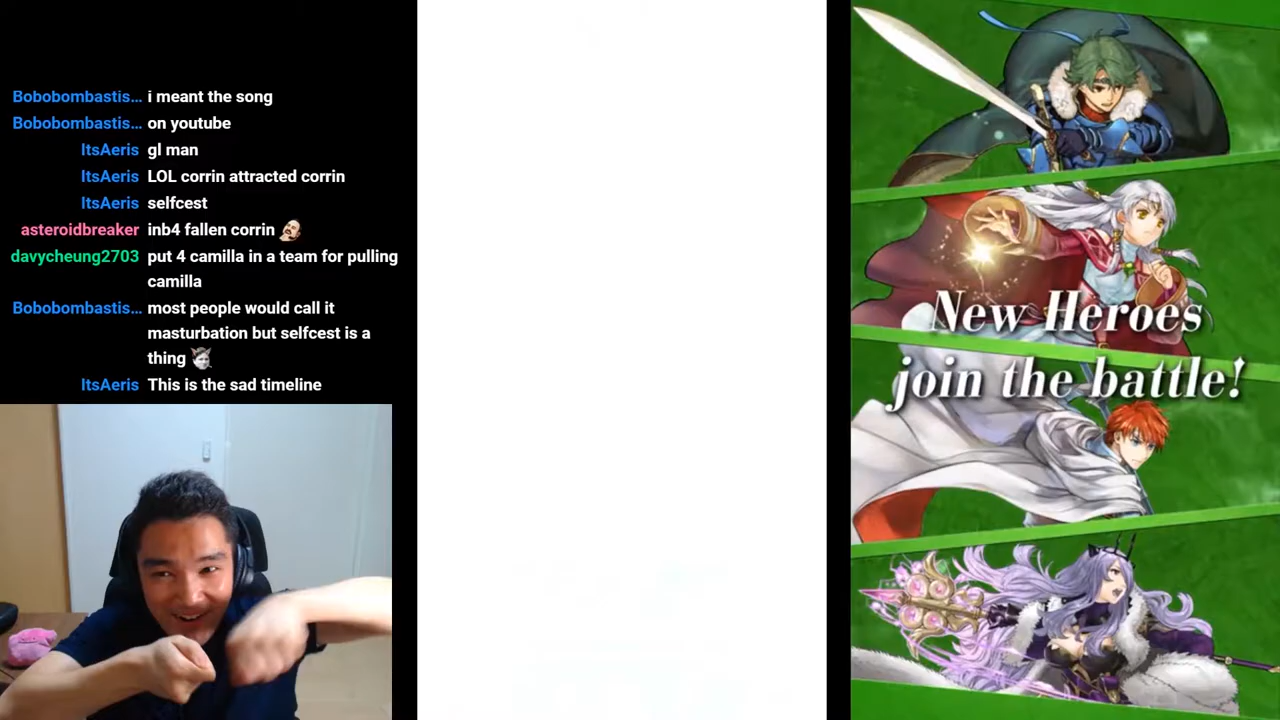 Bobobombastis… i meant the song
Bobobombastis… on youtube
ItsAeris gl man
ItsAeris LOL corrin attracted corrin
ItsAeris selfcest
asteroidbreaker inb4 fallen corrin
davycheung2703 put 4 camilla in a team for pulling
camilla
Bobobombastis… most people would call it
masturbation but selfcest is a
thing
ItsAeris This is the sad timeline
New Heroes
join the battle!